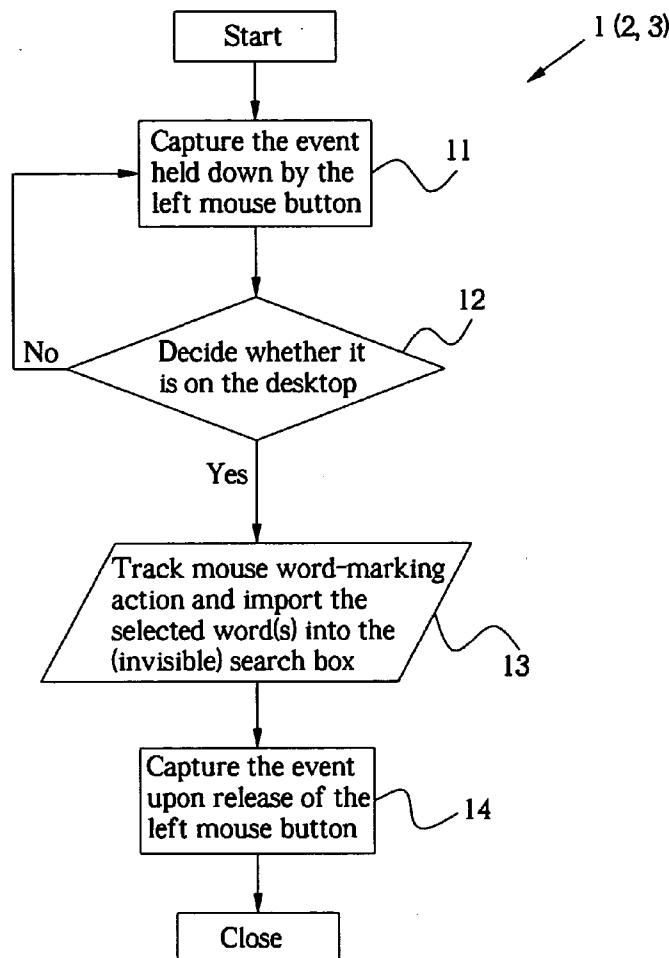 Start
1 (2, 3)
Capture the event
held down by the
left mouse button
11
12
No
Decide whether it
is on the desktop
Yes
Track mouse word-marking
action and import the
selected word(s) into the
(invisible) search box
13
Capture the event
upon release of the
left mouse button
14
Close